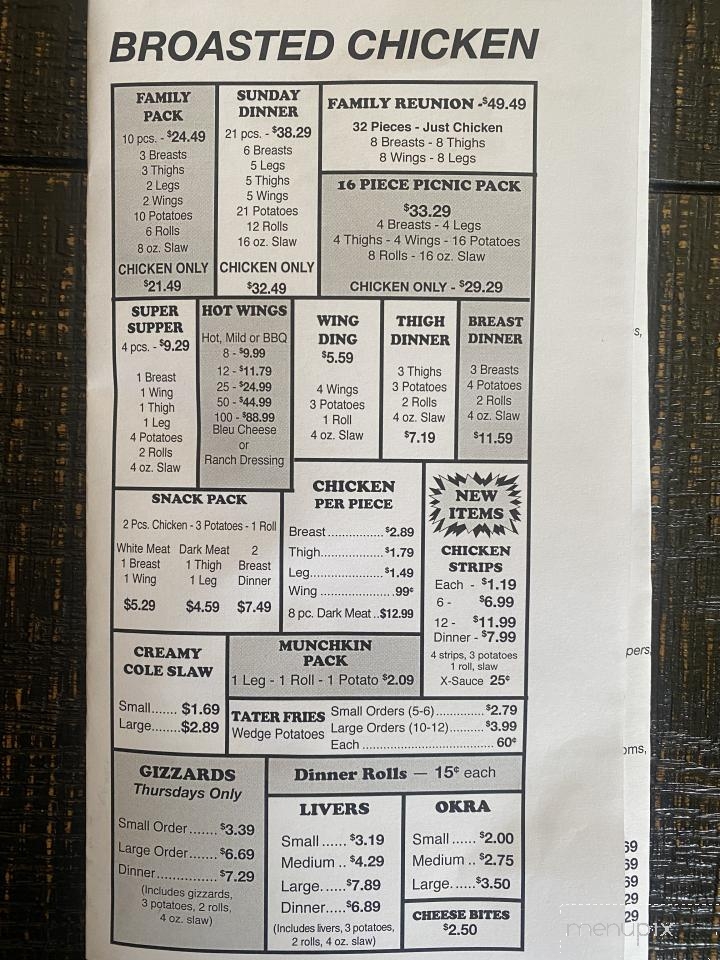 BROASTED CHICKEN
FAMILY
PACK
10 pcs. - $24.49
3 Breasts
3 Thighs
2 Legs
2 Wings
10 Potatoes
6 Rolls
8 oz. Slaw
CHICKEN ONLY
$21.49
SUNDAY
DINNER
21 pcs. - $38.29
6 Breasts
5 Legs
5 Thighs
5 Wings
21 Potatoes
12 Rolls
16 oz. Slaw
CHICKEN ONLY
$32.49
FAMILY REUNION -$49.49
32 Pieces - Just Chicken
8 Breasts - 8 Thighs
8 Wings - 8 Legs
16 PIECE PICNIC PACK
$33.29
4 Breasts - 4 Legs
4 Thighs - 4 Wings - 16 Potatoes
8 Rolls - 16 oz. Slaw
CHICKEN ONLY - $29.29
SUPER
SUPPER
4 pcs. - $9.29
1 Breast
1 Wing
1 Thigh
1 Leg
4 Potatoes
2 Rolls
4 oz. Slaw
HOT WINGS
Hot, Mild or BBQ
8 - $9.99
12 - $11.79
25 - $24.99
50 - $44.99
100 - $88.99
Bleu Cheese
or
Ranch Dressing
WING
DING
$5.59
4 Wings
3 Potatoes
1 Roll
4 oz. Slaw
THIGH
DINNER
3 Thighs
3 Potatoes
2 Rolls
4 oz. Slaw
$7.19
BREAST
DINNER
3 Breasts
4 Potatoes
2 Rolls
4 oz. Slaw
$11.59
SNACK PACK
2 Pcs. Chicken - 3 Potatoes - 1 Roll
White Meat Dark Meat 2
1 Breast 1 Thigh Breast
1 Wing 1 Leg Dinner
$5.29 $4.59 $7.49
CHICKEN
PER PIECE
Breast................$2.89
Thigh..................$1.79
Leg.....................$1.49
Wing ..................99¢
8 pc. Dark Meat ..$12.99
NEW
ITEMS
CHICKEN
STRIPS
Each - $1.19
6 - $6.99
12 - $11.99
Dinner - $7.99
4 strips, 3 potatoes
1 roll, slaw
X-Sauce 25¢
CREAMY
COLE SLAW
Small....... $1.69
Large........$2.89
MUNCHKIN
PACK
1 Leg - 1 Roll - 1 Potato $2.09
TATER FRIES
Wedge Potatoes
Small Orders (5-6).............$2.79
Large Orders (10-12)..........$3.99
Each ................................... 60¢
GIZZARDS
Thursdays Only
Small Order.......$3.39
Large Order.......$6.69
Dinner...............$7.29
(Includes gizzards,
3 potatoes, 2 rolls,
4 oz. slaw)
Dinner Rolls — 15¢ each
LIVERS
Small ...... $3.19
Medium .. $4.29
Large......$7.89
Dinner.....$6.89
(Includes livers, 3 potatoes,
2 rolls, 4 oz. slaw)
OKRA
Small ...... $2.00
Medium .. $2.75
Large......$3.50
CHEESE BITES
$2.50
s,
pers,
oms,
69
69
69
29
29
menupix